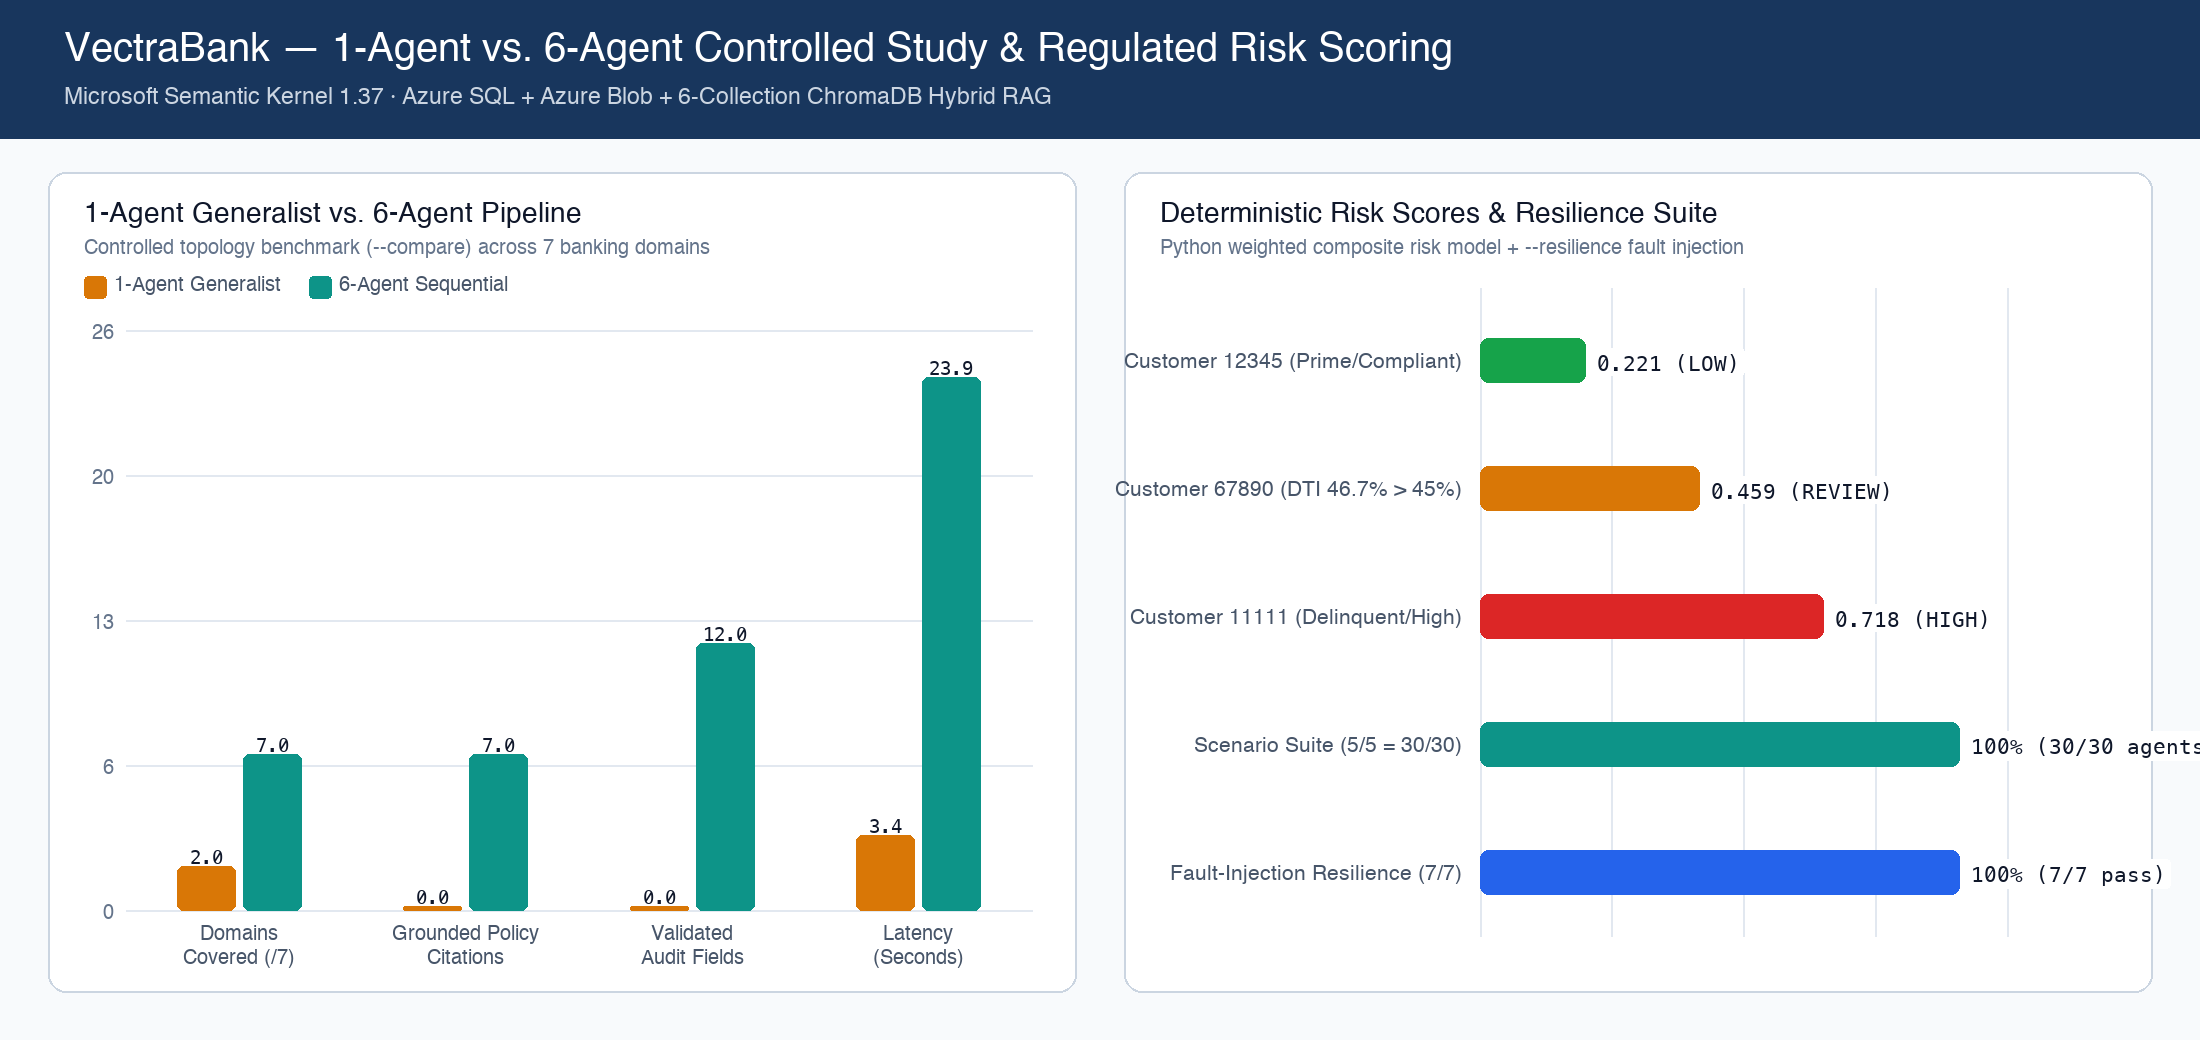 VectraBank — 1-Agent vs. 6-Agent Controlled Study & Regulated Risk Scoring
Microsoft Semantic Kernel 1.37 · Azure SQL + Azure Blob + 6-Collection ChromaDB Hybrid RAG
1-Agent Generalist vs. 6-Agent Pipeline
Controlled topology benchmark (--compare) across 7 banking domains
1-Agent Generalist
6-Agent Sequential
26
20
13
6
0
2.0
7.0
0.0
7.0
0.0
12.0
3.4
23.9
Domains
Covered (/7)
Grounded Policy
Citations
Validated
Audit Fields
Latency
(Seconds)
Deterministic Risk Scores & Resilience Suite
Python weighted composite risk model + --resilience fault injection
Customer 12345 (Prime/Compliant)
0.221 (LOW)
Customer 67890 (DTI 46.7% > 45%)
0.459 (REVIEW)
Customer 11111 (Delinquent/High)
0.718 (HIGH)
Scenario Suite (5/5 = 30/30)
100% (30/30 agents
Fault-Injection Resilience (7/7)
100% (7/7 pass)